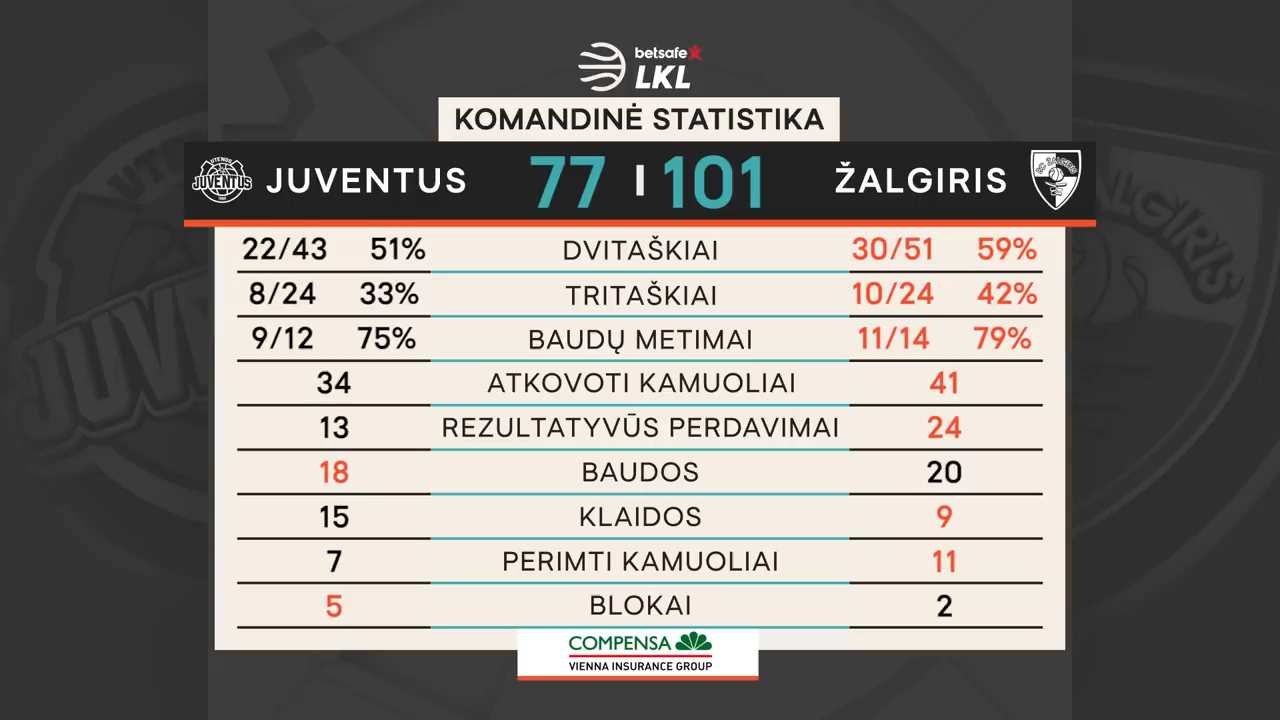 betsafe
LKL
KOMANDINĖ STATISTIKA
UTENOS
JUVENTUS
JUVENTUS 77 | 101 ŽALGIRIS
22/43 51% DVITAŠKIAI 30/51 59%
8/24 33% TRITAŠKIAI 10/24 42%
9/12 75% BAUDŲ METIMAI 11/14 79%
34 ATKOVOTI KAMUOLIAI 41
13 REZULTATYVŪS PERDAVIMAI 24
18 BAUDOS 20
15 KLAIDOS 9
7 PERIMTI KAMUOLIAI 11
5 BLOKAI 2
COMPENSA
VIENNA INSURANCE GROUP